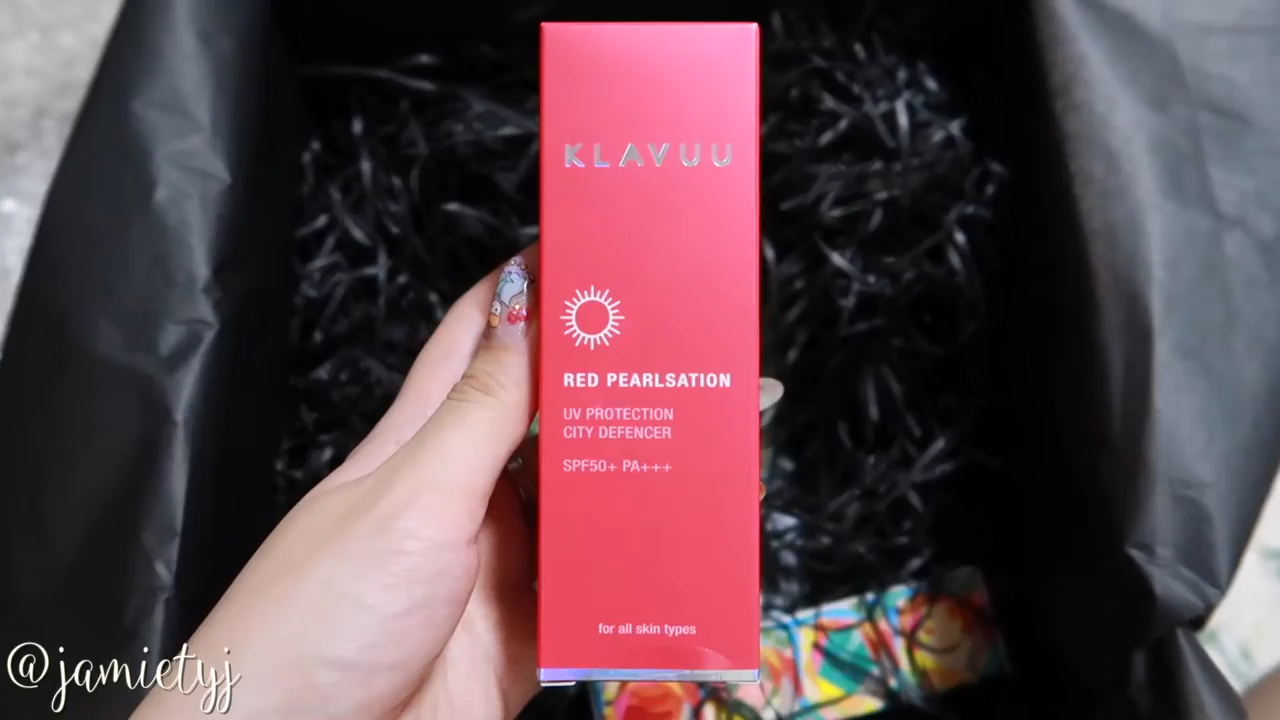 KLAVUU
RED PEARLSATION
UV PROTECTION
CITY DEFENCER
SPF50+ PA+++
for all skin types
@jamietyj